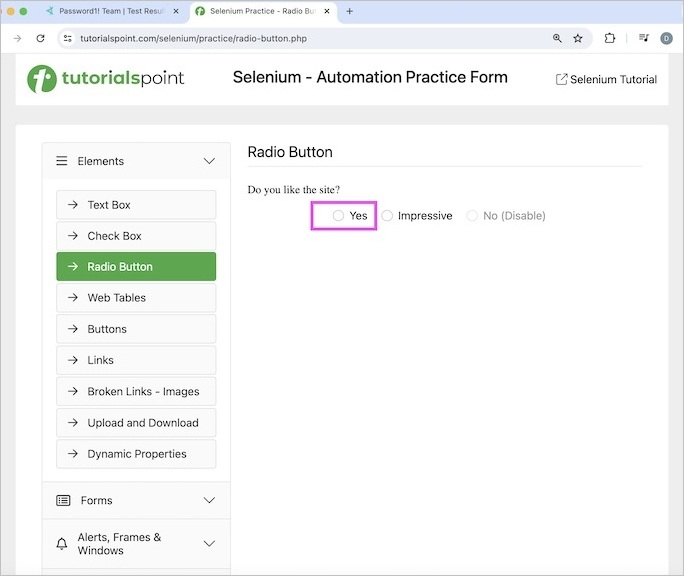 Password1! Team | Test Resul
Selenium Practice - Radio But
tutorialspoint.com/selenium/practice/radio-button.php
D
tutorialspoint
Selenium - Automation Practice Form
Selenium Tutorial
Elements
Text Box
Check Box
Radio Button
Web Tables
Buttons
Links
Broken Links - Images
Upload and Download
Dynamic Properties
Forms
Alerts, Frames &
Windows
Radio Button
Do you like the site?
Yes Impressive No (Disable)